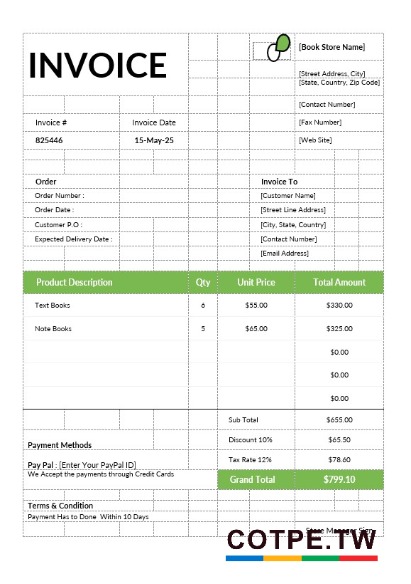 INVOICE
[Book Store Name]
[Street Address, City]
[State, Country, Zip Code]
[Contact Number]
Invoice # Invoice Date [Fax Number]
825446 15-May-25 [Web Site]
Order Invoice To
Order Number : [Customer Name]
Order Date : [Street Line Address]
Customer P.O : [City, State, Country]
Expected Delivery Date : [Contact Number]
[Email Address]
Product Description Qty Unit Price Total Amount
Text Books 6 $55.00 $330.00
Note Books 5 $65.00 $325.00
$0.00
$0.00
$0.00
Sub Total $655.00
Payment Methods Discount 10% $65.50
Pay Pal : [Enter Your PayPal ID] Tax Rate 12% $78.60
We Accept the payments through Credit Cards
Grand Total $799.10
Terms & Condition
Payment Has to Done Within 10 Days
Store Manager Sign
COTPE.TW